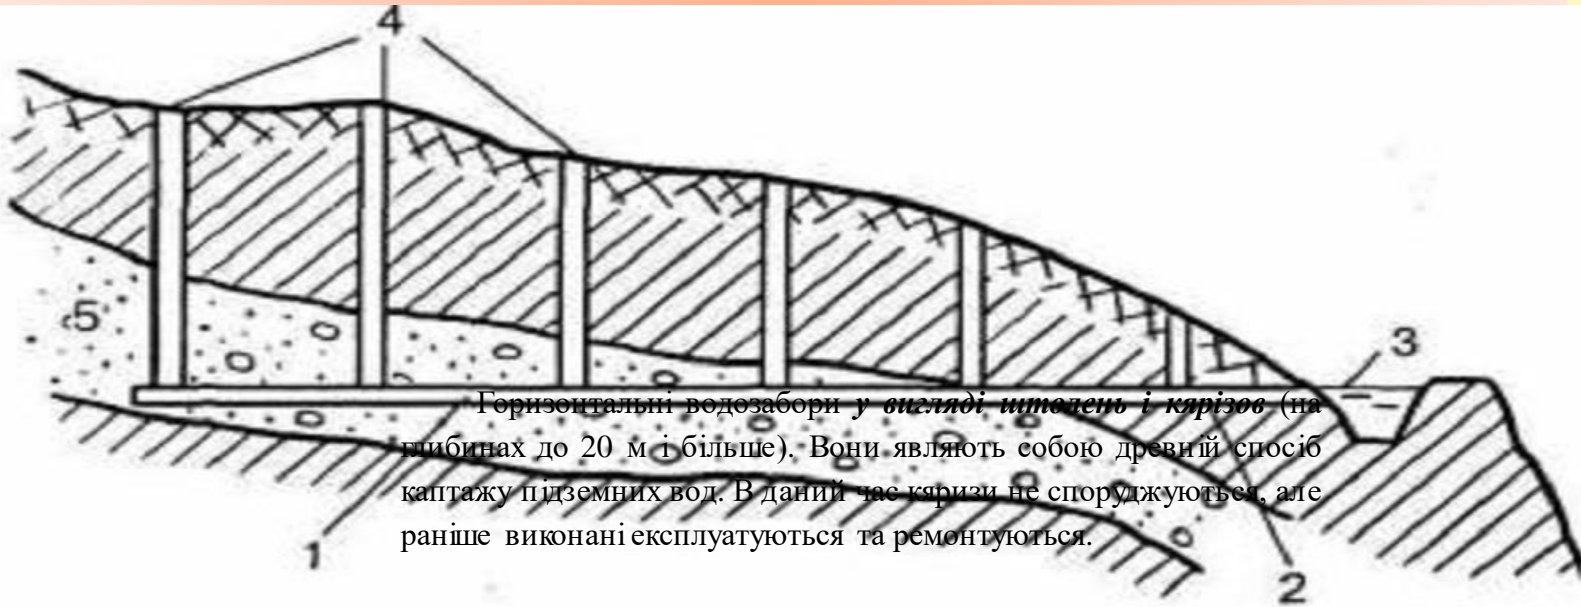 4
5
3
Горизонтальні водозабори у вигляді штолень і кярізов (на
глибинах до 20 м і більше). Вони являють собою древній спосіб
каптажу підземних вод. В даний час кяризи не споруджуються, але
раніше виконані експлуатуються та ремонтуються.
1
2